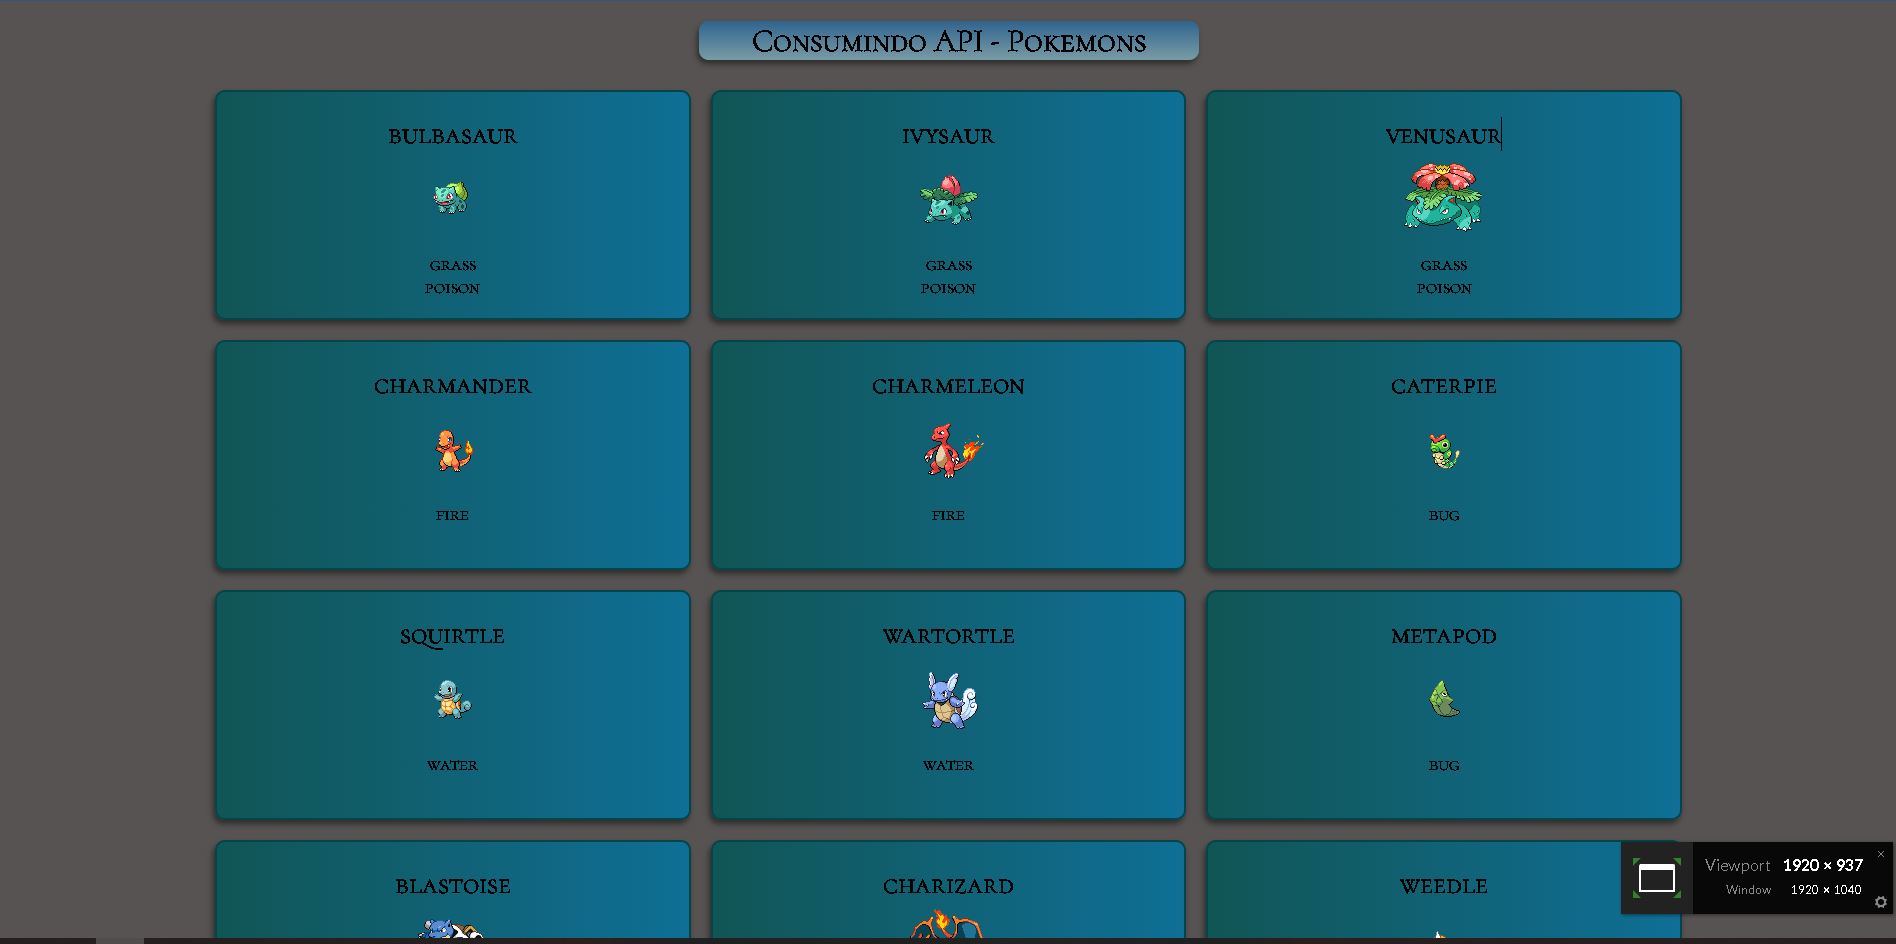 Consumindo API - Pokemons
BULBASAUR
GRASS
POISON
IVYSAUR
GRASS
POISON
VENUSAUR
GRASS
POISON
CHARMANDER
FIRE
CHARMELEON
FIRE
CATERPIE
BUG
SQUIRTLE
WATER
WARTORTLE
WATER
METAPOD
BUG
BLASTOISE
CHARIZARD
WEEDLE
Viewport 1920 × 937
Window 1920 × 1040